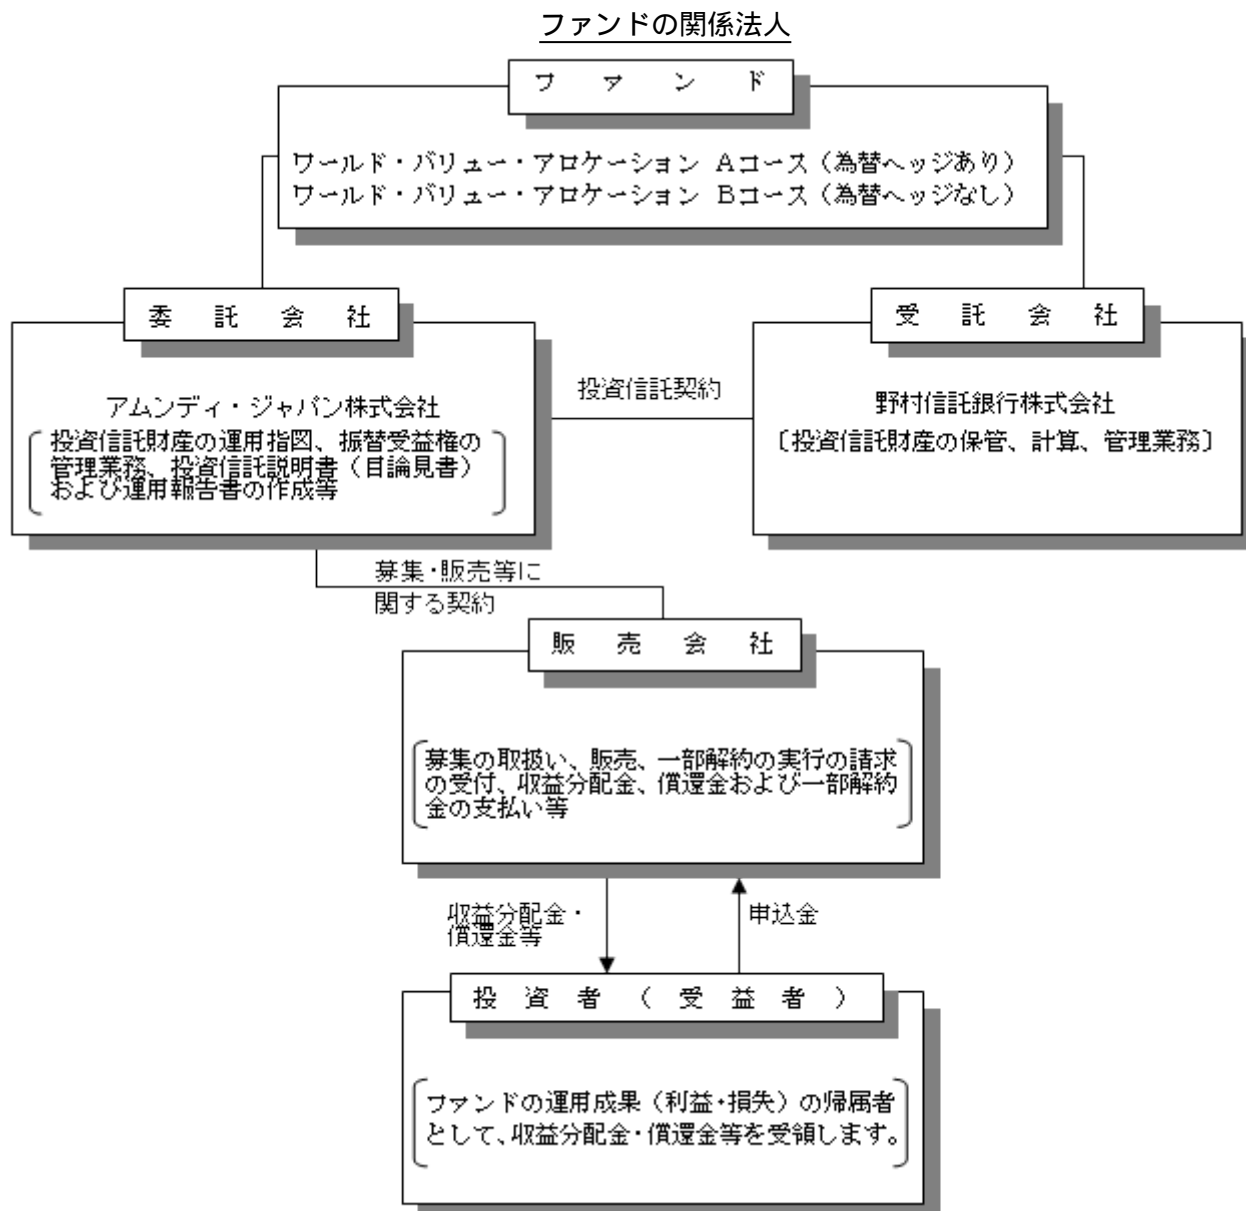 ファンドの関係法人
ファンド
ワールド・バリュー・アロケーション Aコース（為替ヘッジあり）
ワールド・バリュー・アロケーション Bコース（為替ヘッジなし）
委託会社
アムンディ・ジャパン株式会社
投資信託財産の運用指図、振替受益権の
管理業務、投資信託説明書（目論見書）
および運用報告書の作成等
投資信託契約
受託会社
野村信託銀行株式会社
〔投資信託財産の保管、計算、管理業務〕
募集・販売等に
関する契約
販売会社
募集の取扱い、販売、一部解約の実行の請求
の受付、収益分配金、償還金および一部解約
金の支払い等
収益分配金・
償還金等
申込金
投資者（受益者）
ファンドの運用成果（利益・損失）の帰属者
として、収益分配金・償還金等を受領します。